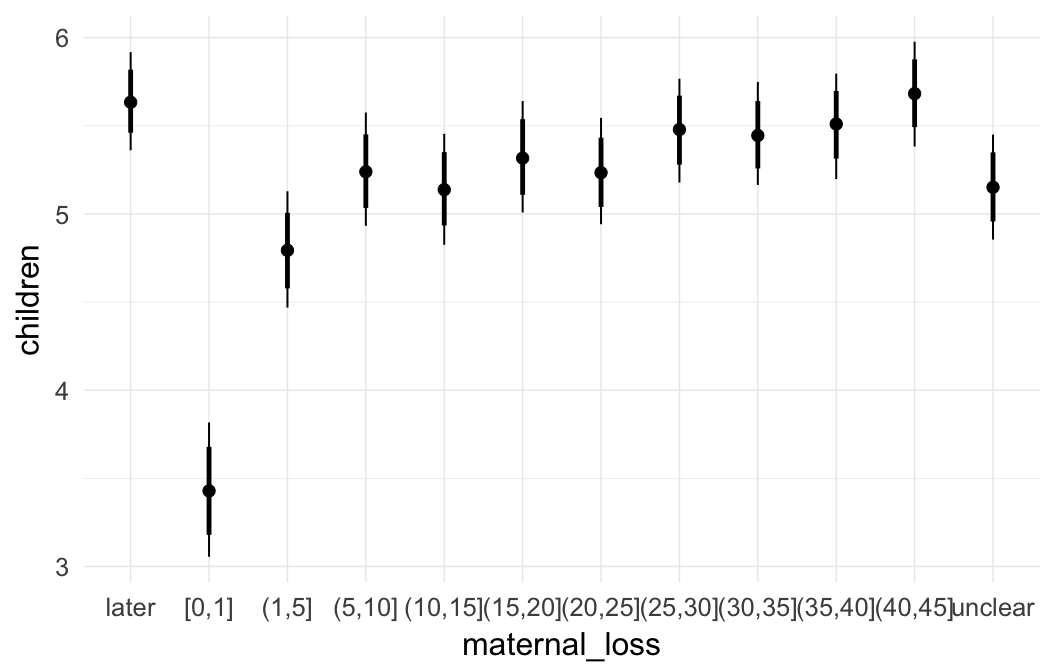 6
5
4
3
children
later [0,1] (1,5] (5,10] (10,15] (15,20] (20,25] (25,30] (30,35] (35,40] (40,45] unclear
maternal_loss